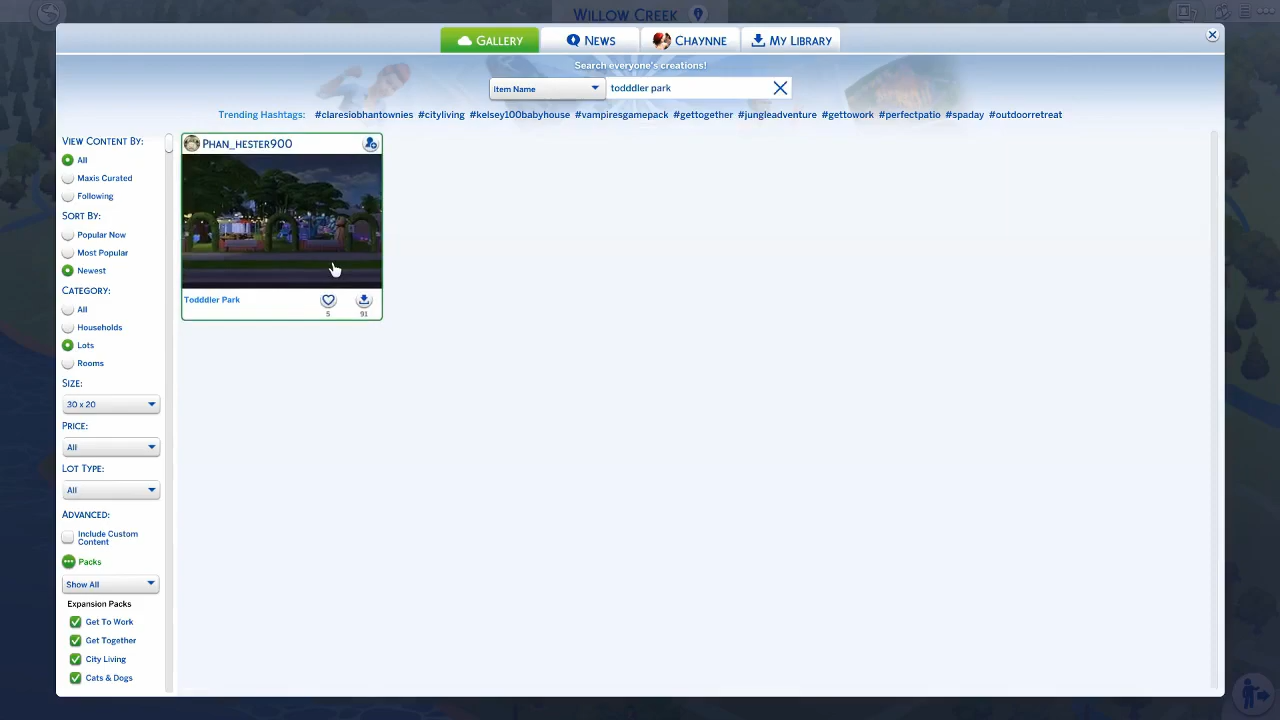 WILLOW CREEK
GALLERY
NEWS
CHAYNNE
MY LIBRARY
Search everyone's creations!
Item Name
todddler park
Trending Hashtags: #claresiobhantownies #cityliving #kelsey100babyhouse #vampiresgamepack #gettogether #jungleadventure #gettowork #perfectpatio #spaday #outdoorretreat
VIEW CONTENT BY:
All
Maxis Curated
Following
SORT BY:
Popular Now
Most Popular
Newest
CATEGORY:
All
Households
Lots
Rooms
SIZE:
30 x 20
PRICE:
All
LOT TYPE:
All
ADVANCED:
Include Custom
Content
Packs
Show All
Expansion Packs
Get To Work
Get Together
City Living
Cats & Dogs
PHAN_HESTER900
Todddler Park
5
91